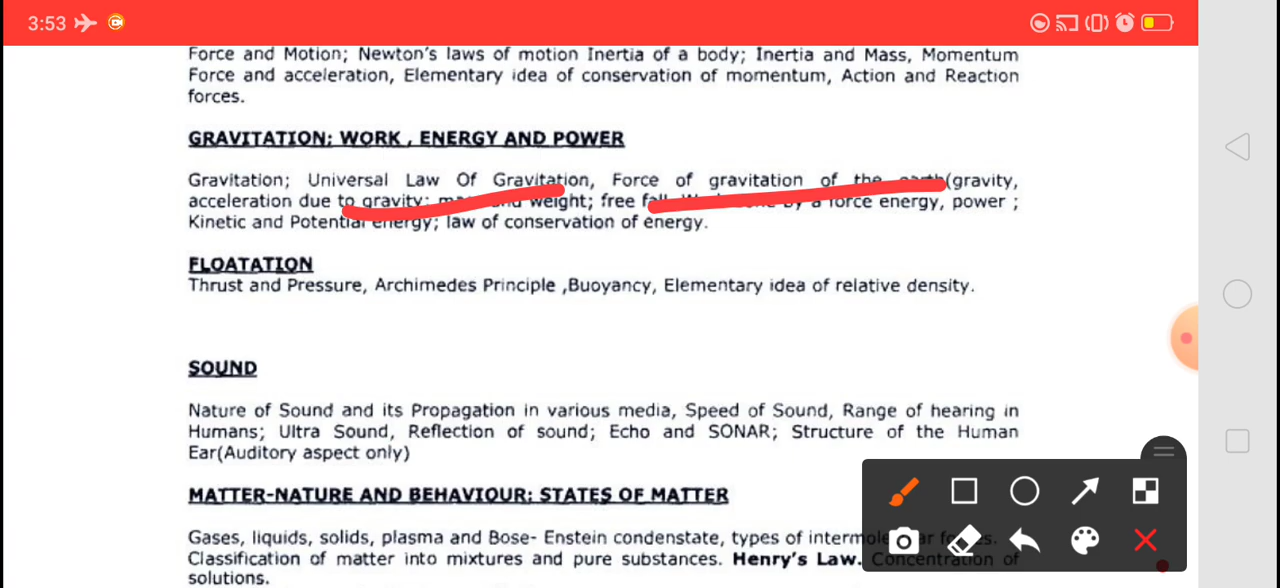 3:53
Force and Motion; Newton's laws of motion Inertia of a body; Inertia and Mass, Momentum
Force and acceleration, Elementary idea of conservation of momentum, Action and Reaction
forces.
GRAVITATION; WORK , ENERGY AND POWER
Gravitation; Universal Law Of Gravitation, Force of gravitation of the earth(gravity,
acceleration due to gravity; weight; free by a force energy, power ;
Kinetic and Potential energy; law of conservation of energy.
FLOATATION
Thrust and Pressure, Archimedes Principle ,Buoyancy, Elementary idea of relative density.
SOUND
Nature of Sound and its Propagation in various media, Speed of Sound, Range of hearing in
Humans; Ultra Sound, Reflection of sound; Echo and SONAR; Structure of the Human
Ear(Auditory aspect only)
MATTER-NATURE AND BEHAVIOUR: STATES OF MATTER
Gases, liquids, solids, plasma and Bose- Enstein condensate, types of
Classification of matter into mixtures and pure substances. Henry's Law. Concentration of
solutions.